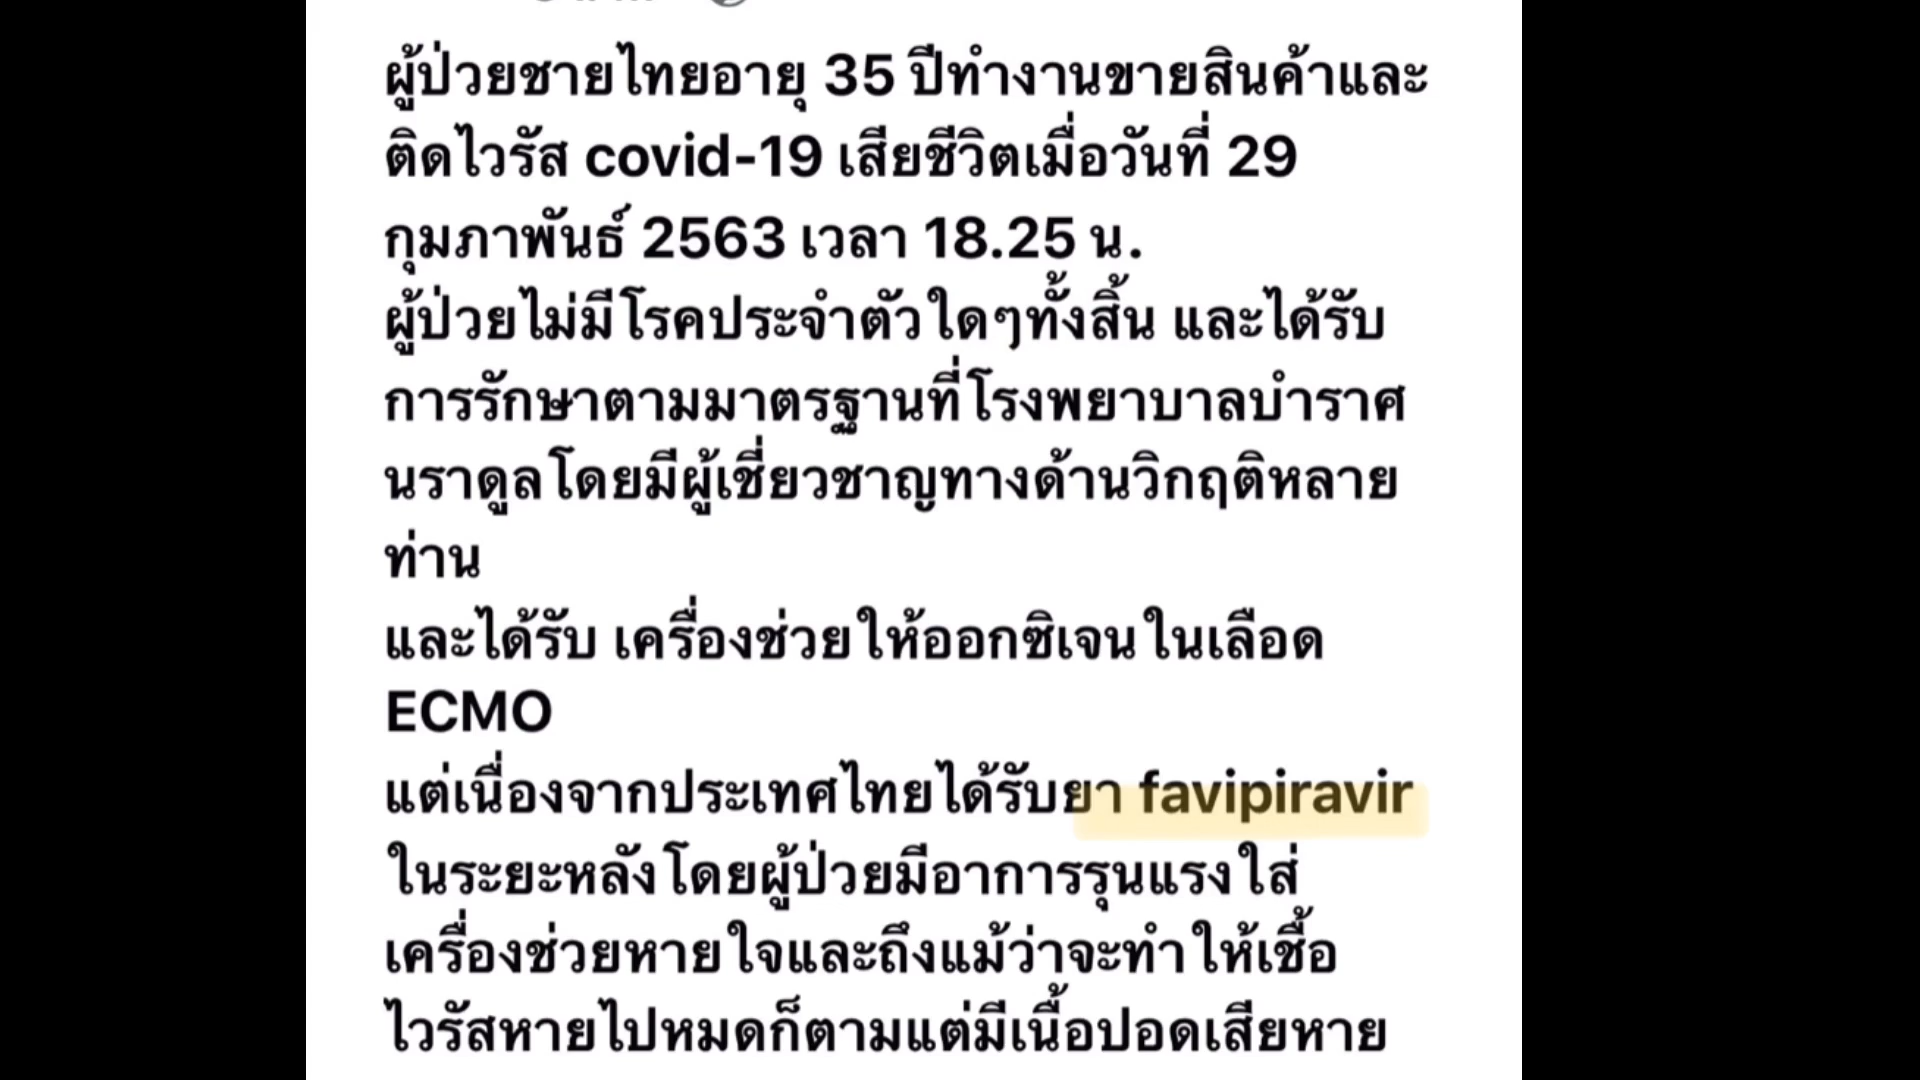 ผู้ป่วยชายไทยอายุ 35 ปีทำงานขายสินค้าและ
ติดไวรัส covid-19 เสียชีวิตเมื่อวันที่ 29
กุมภาพันธ์ 2563 เวลา 18.25 น.
ผู้ป่วยไม่มีโรคประจำตัวใดๆทั้งสิ้น และได้รับ
การรักษาตามมาตรฐานที่โรงพยาบาลบำราศ
นราดูลโดยมีผู้เชี่ยวชาญทางด้านวิกฤติหลาย
ท่าน
และได้รับ เครื่องช่วยให้ออกซิเจนในเลือด
ECMO
แต่เนื่องจากประเทศไทยได้รับยา favipiravir
ในระยะหลังโดยผู้ป่วยมีอาการรุนแรงใส่
เครื่องช่วยหายใจและถึงแม้ว่าจะทำให้เชื้อ
ไวรัสหายไปหมดก็ตามแต่มีเนื้อปอดเสียหาย